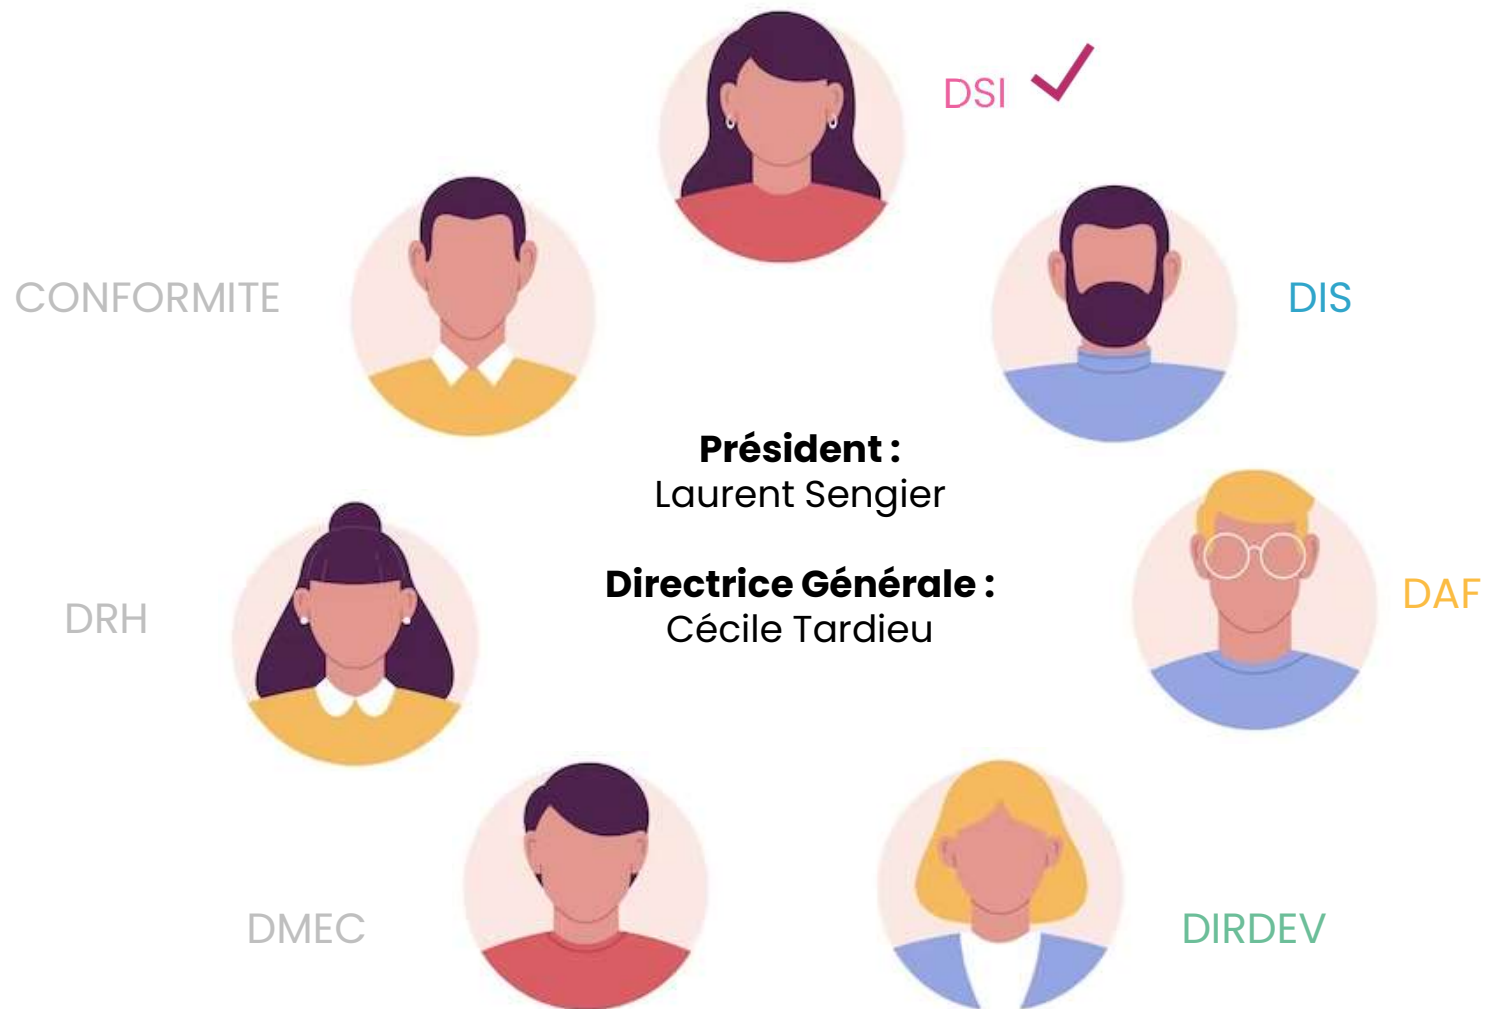 DSI
CONFORMITE
DIS
Président :
Laurent Sengier
Directrice Générale :
Cécile Tardieu
DRH
DAF
DMEC
DIRDEV